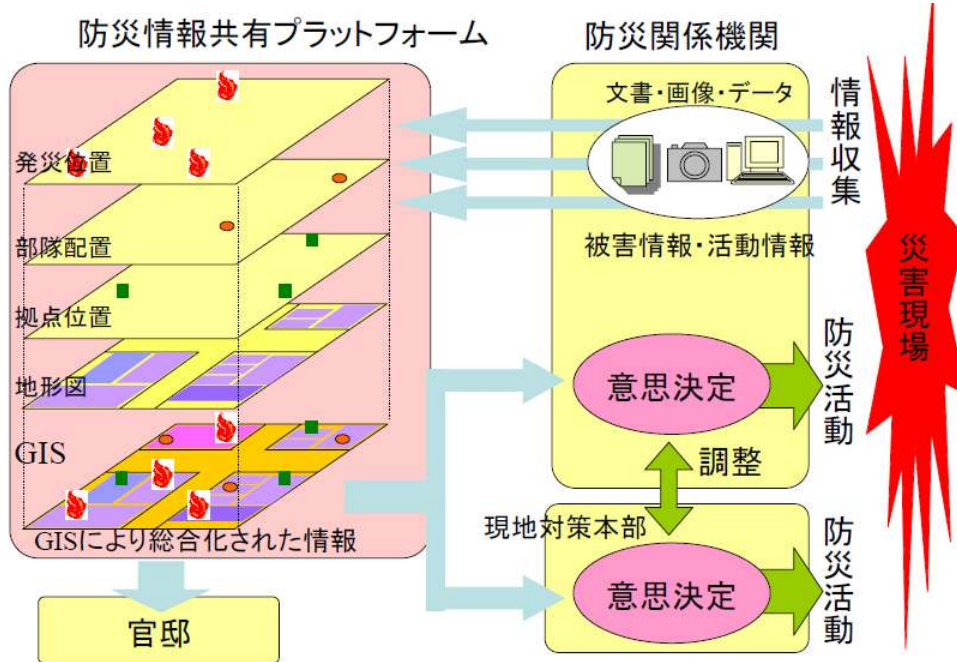 防災情報共有プラットフォーム
発災位置
部隊配置
拠点位置
地形図
GIS
GISにより総合化された情報
官邸
防災関係機関
文書・画像・データ
被害情報・活動情報
情報収集
意思決定
防災活動
調整
現地対策本部
意思決定
防災活動
災害現場